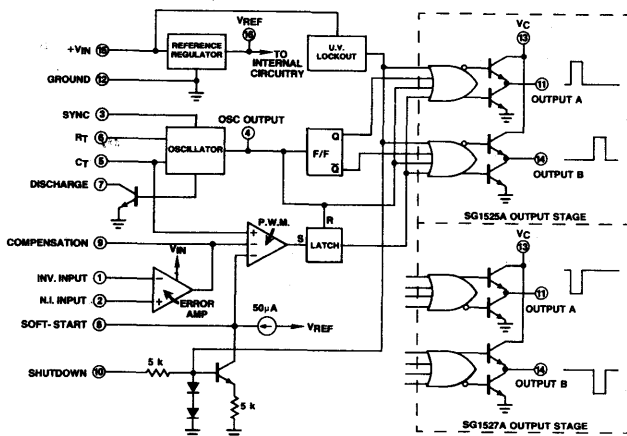 VREF
16
+VIN 15
REFERENCE REGULATOR
TO INTERNAL CIRCUITRY
U.V. LOCKOUT
GROUND 12
SYNC 3
RT 6
CT 5
DISCHARGE 7
OSCILLATOR
OSC OUTPUT
4
F/F
Q
Q̅
COMPENSATION 9
P.W.M.
+
−
−
S
R
LATCH
INV. INPUT 1
N.I. INPUT 2
VIN
−
+
ERROR AMP
SOFT-START 8
50μA
VREF
SHUTDOWN 10
5 k
5 k
VC
13
11
OUTPUT A
14
OUTPUT B
SG1525A OUTPUT STAGE
VC
13
11
OUTPUT A
14
OUTPUT B
SG1527A OUTPUT STAGE